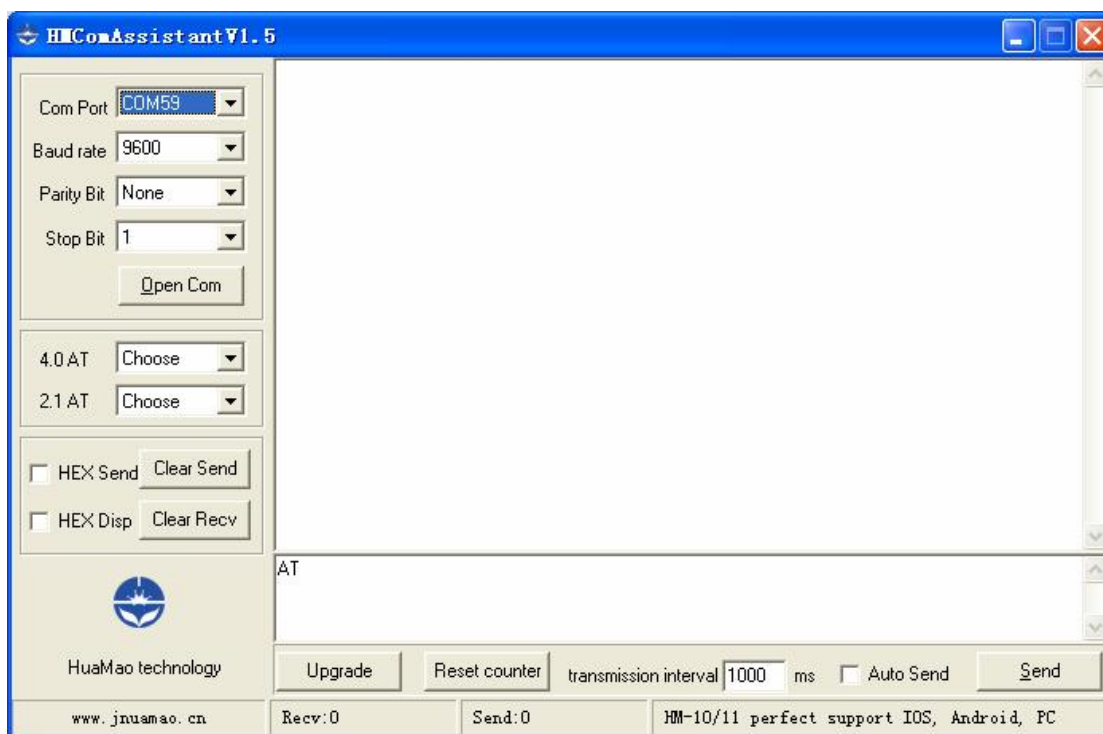 HMComAssistantV1.5
Com Port COM59
Baud rate 9600
Parity Bit None
Stop Bit 1
Open Com
4.0 AT Choose
2.1 AT Choose
HEX Send Clear Send
HEX Disp Clear Recv
AT
HuaMao technology
Upgrade Reset counter transmission interval 1000 ms Auto Send Send
www.jnuamao.cn Recv:0 Send:0 HM-10/11 perfect support IOS, Android, PC